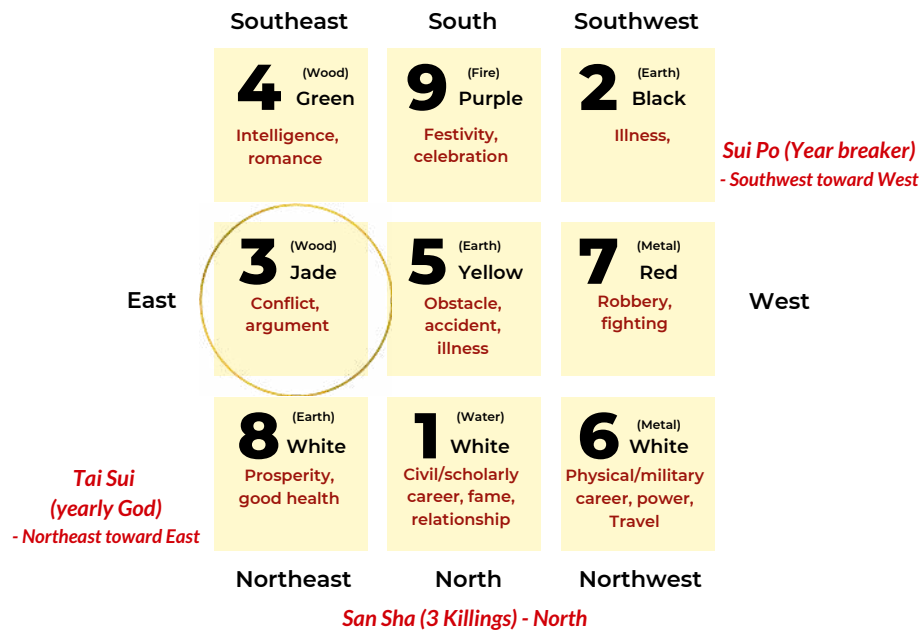 Southeast
South
Southwest
4
(Wood)
Green
Intelligence,
romance
9
(Fire)
Purple
Festivity,
celebration
2
(Earth)
Black
Illness,
Sui Po (Year breaker)
- Southwest toward West
East
3
(Wood)
Jade
Conflict,
argument
5
(Earth)
Yellow
Obstacle,
accident,
illness
7
(Metal)
Red
Robbery,
fighting
West
8
(Earth)
White
Prosperity,
good health
1
(Water)
White
Civil/scholarly
career, fame,
relationship
6
(Metal)
White
Physical/military
career, power,
Travel
Tai Sui
(yearly God)
- Northeast toward East
Northeast
North
Northwest
San Sha (3 Killings) - North